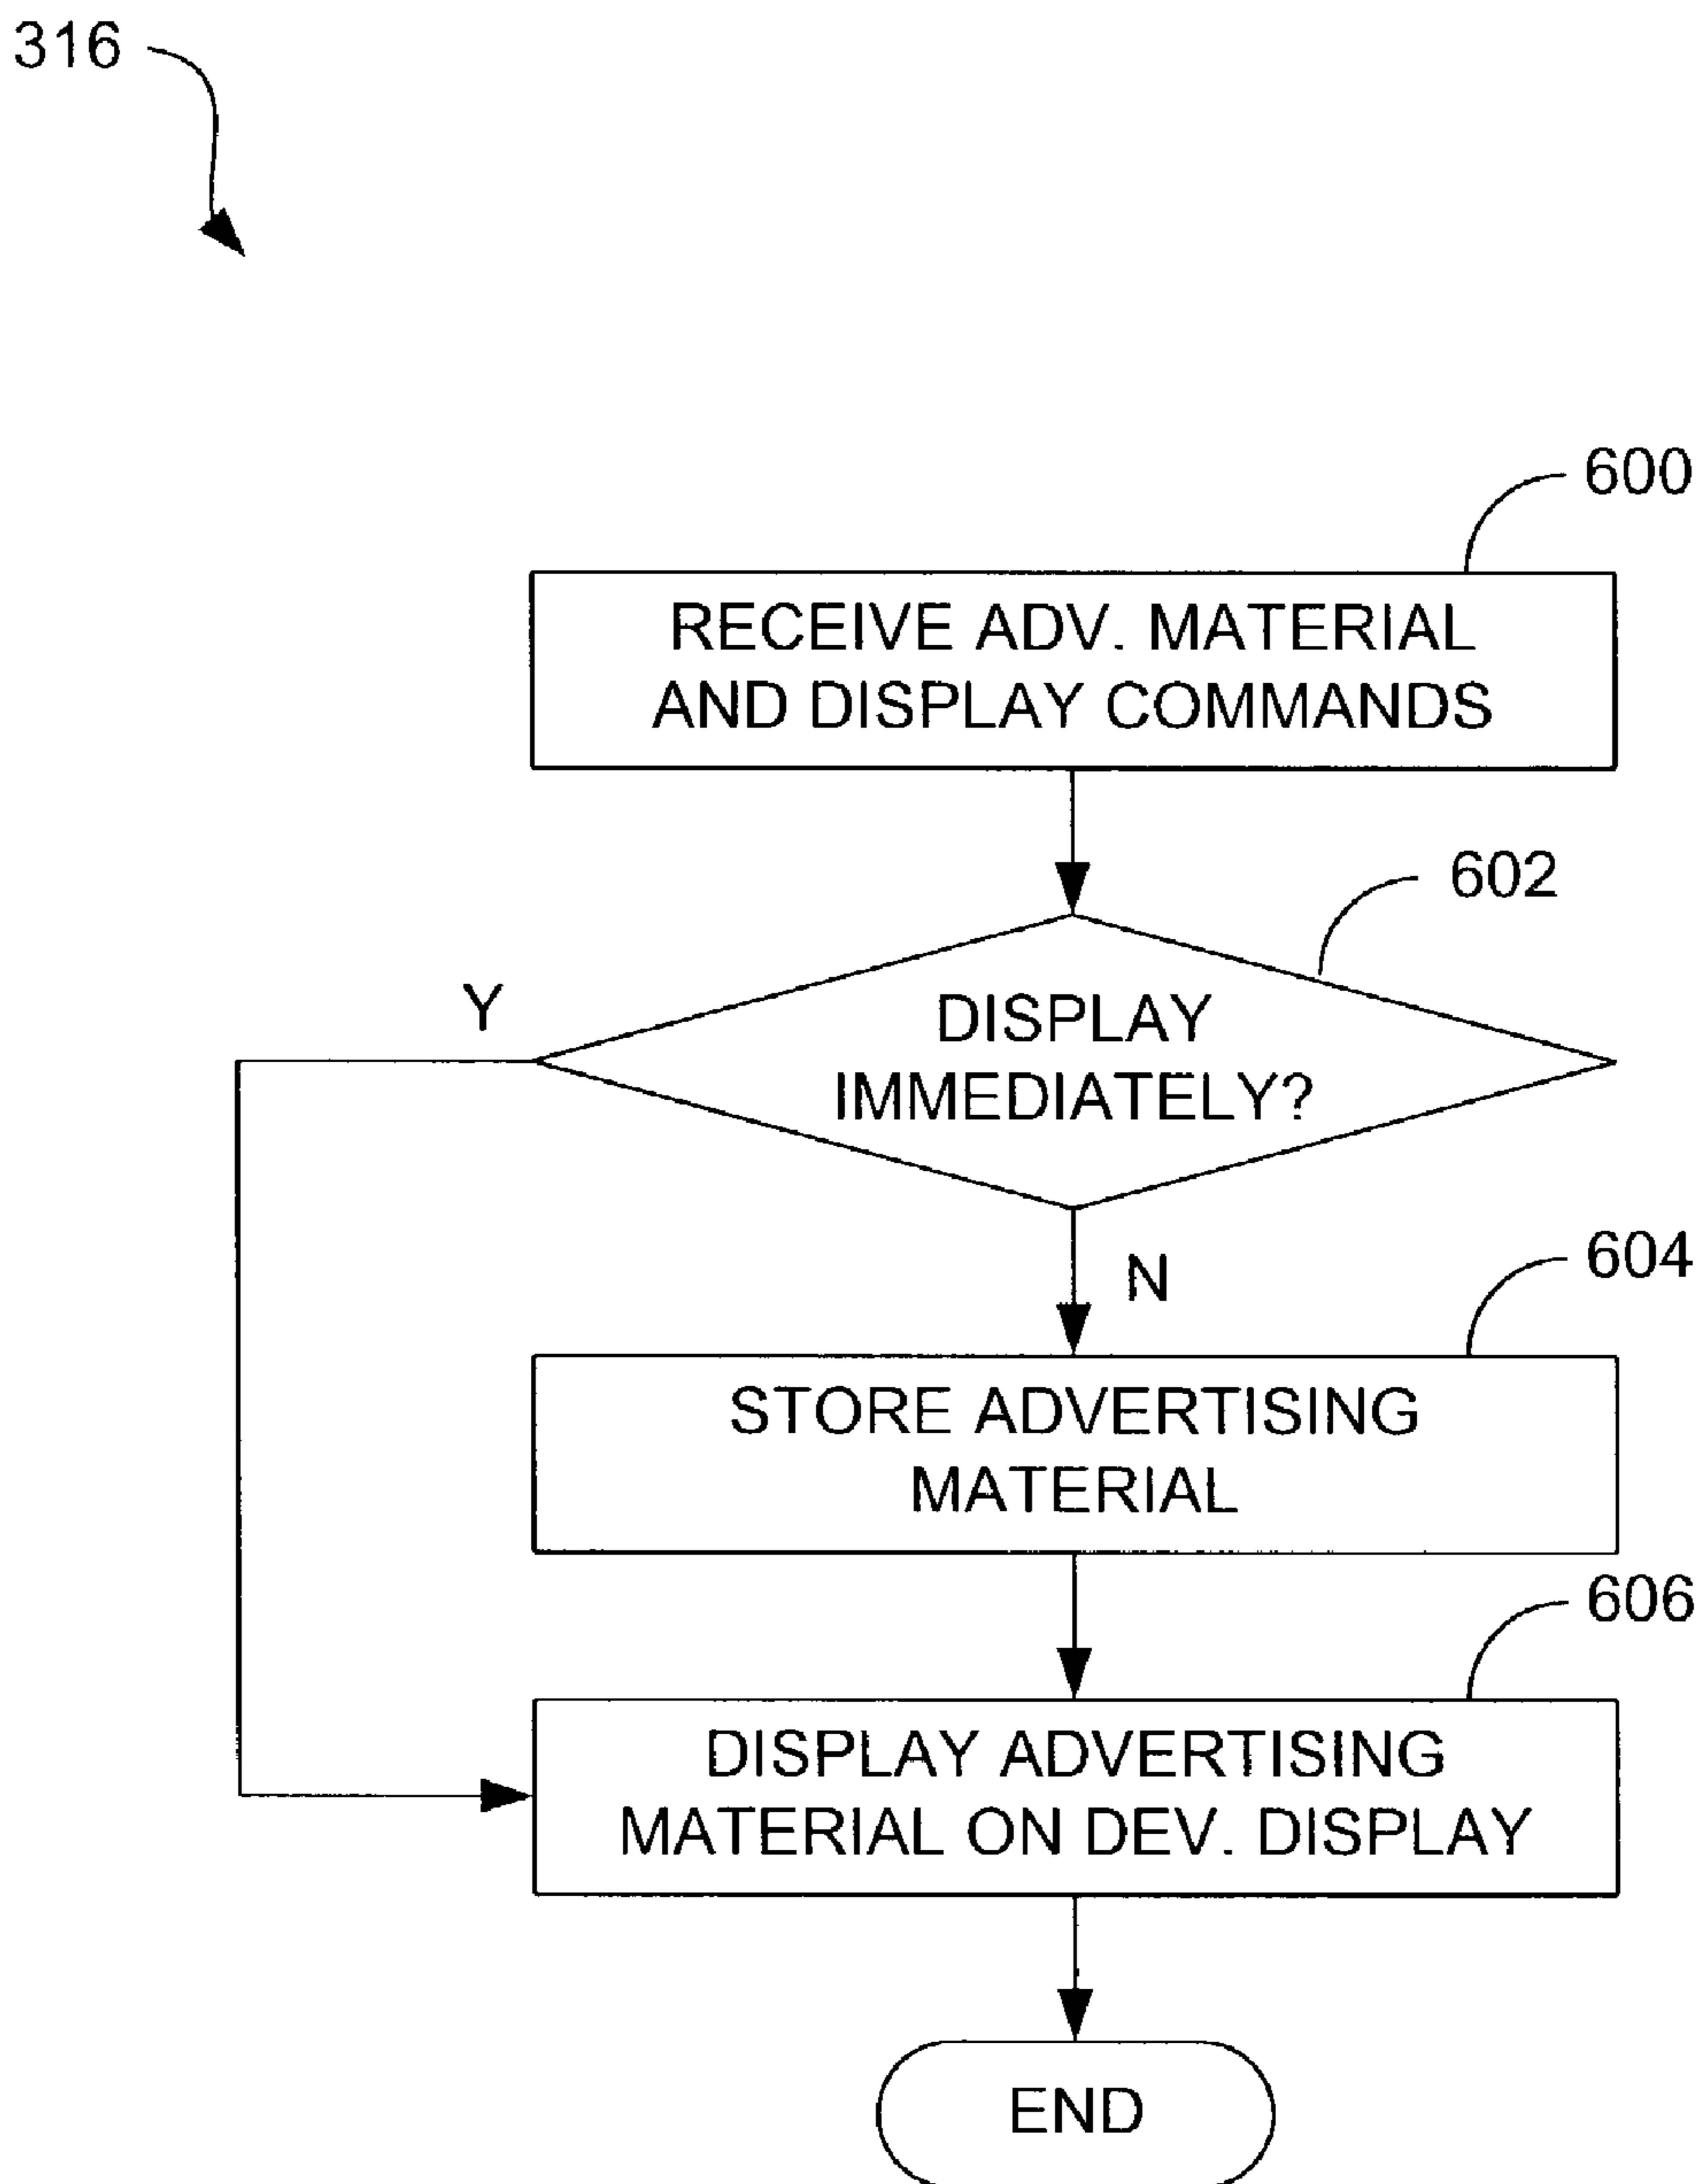 316
600
RECEIVE ADV. MATERIAL
AND DISPLAY COMMANDS
602
Y
DISPLAY
IMMEDIATELY?
N
604
STORE ADVERTISING
MATERIAL
606
DISPLAY ADVERTISING
MATERIAL ON DEV. DISPLAY
END